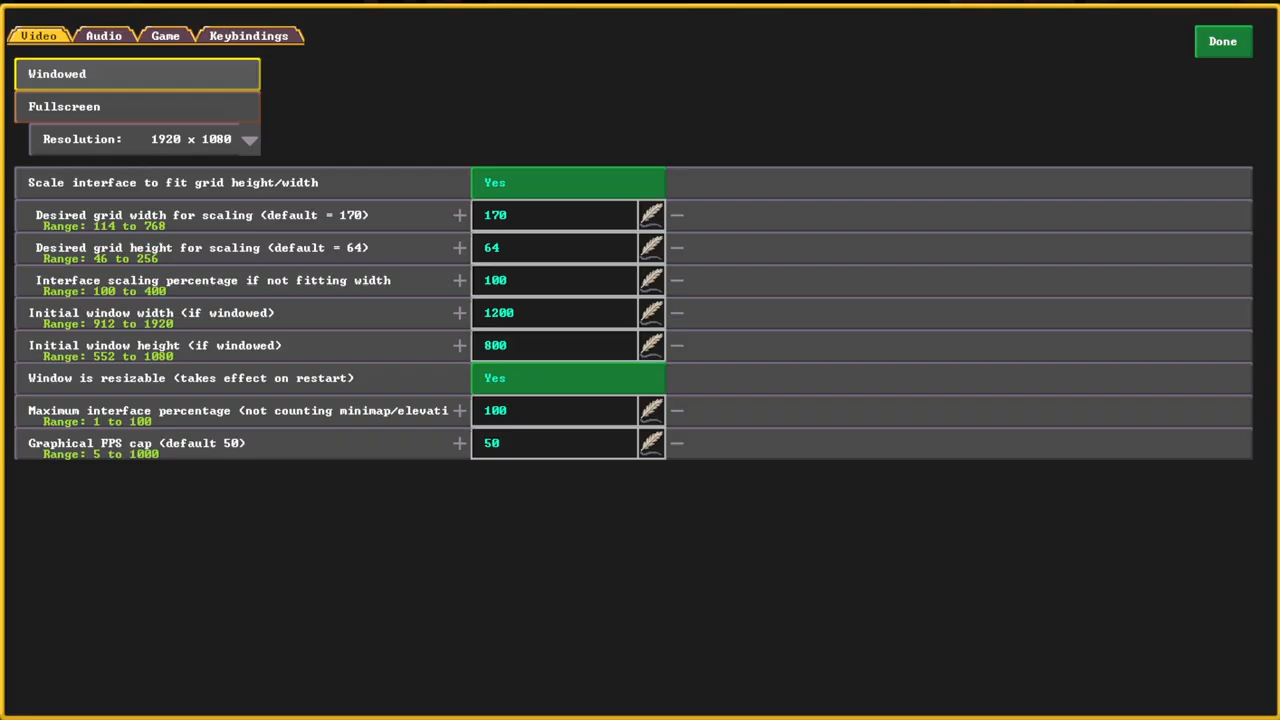 Video Audio Game Keybindings
Done
Windowed
Fullscreen
Resolution: 1920 x 1080
Scale interface to fit grid height/width Yes
Desired grid width for scaling (default = 170) 170
Range: 114 to 768
Desired grid height for scaling (default = 64) 64
Range: 46 to 256
Interface scaling percentage if not fitting width 100
Range: 100 to 400
Initial window width (if windowed) 1200
Range: 912 to 1920
Initial window height (if windowed) 800
Range: 552 to 1080
Window is resizable (takes effect on restart) Yes
Maximum interface percentage (not counting minimap/elevati 100
Range: 1 to 100
Graphical FPS cap (default 50) 50
Range: 5 to 1000